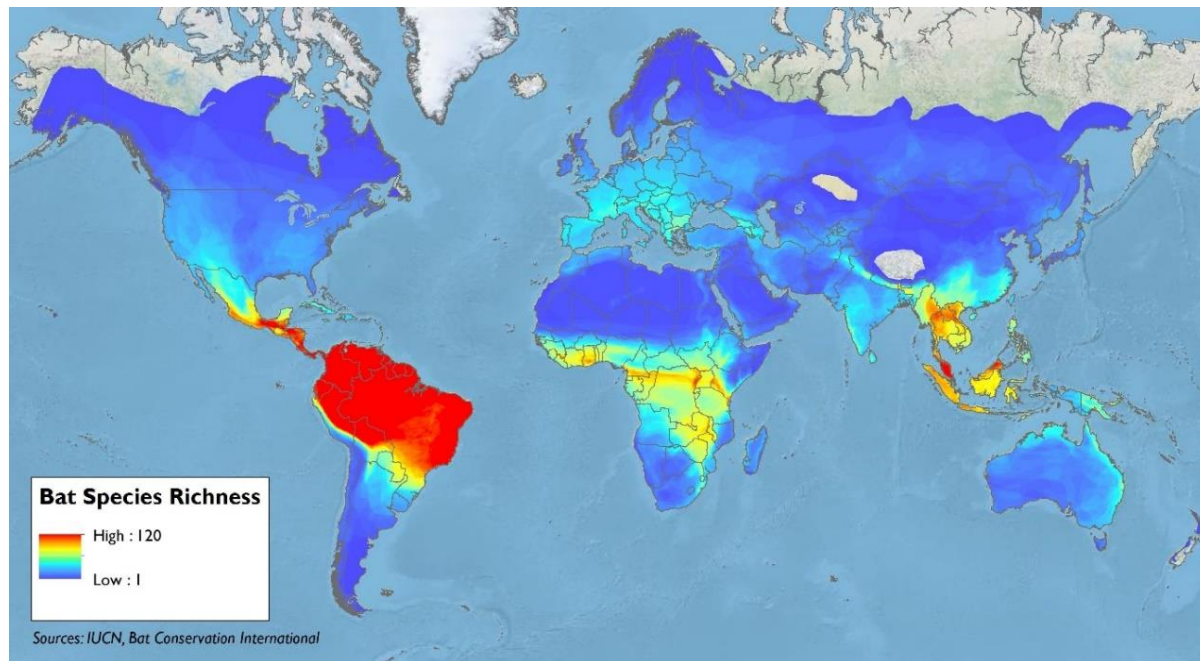 Bat Species Richness
High : 120
Low : 1
Sources: IUCN, Bat Conservation International